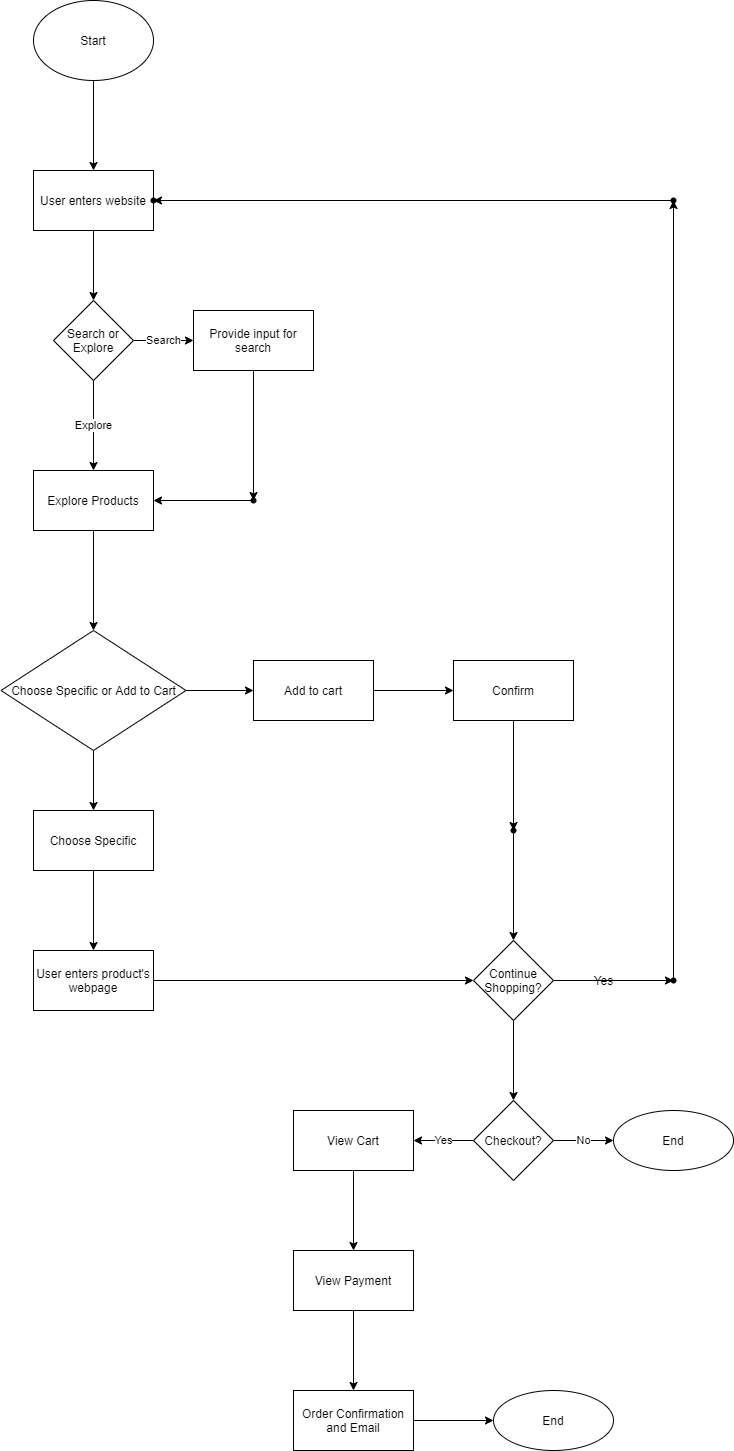 Start
User enters website
Search or
Explore
Search
Provide input for
search
Explore
Explore Products
Choose Specific or Add to Cart
Add to cart
Confirm
Choose Specific
User enters product's
webpage
Continue
Shopping?
Yes
View Cart
Yes
Checkout?
No
End
View Payment
Order Confirmation
and Email
End